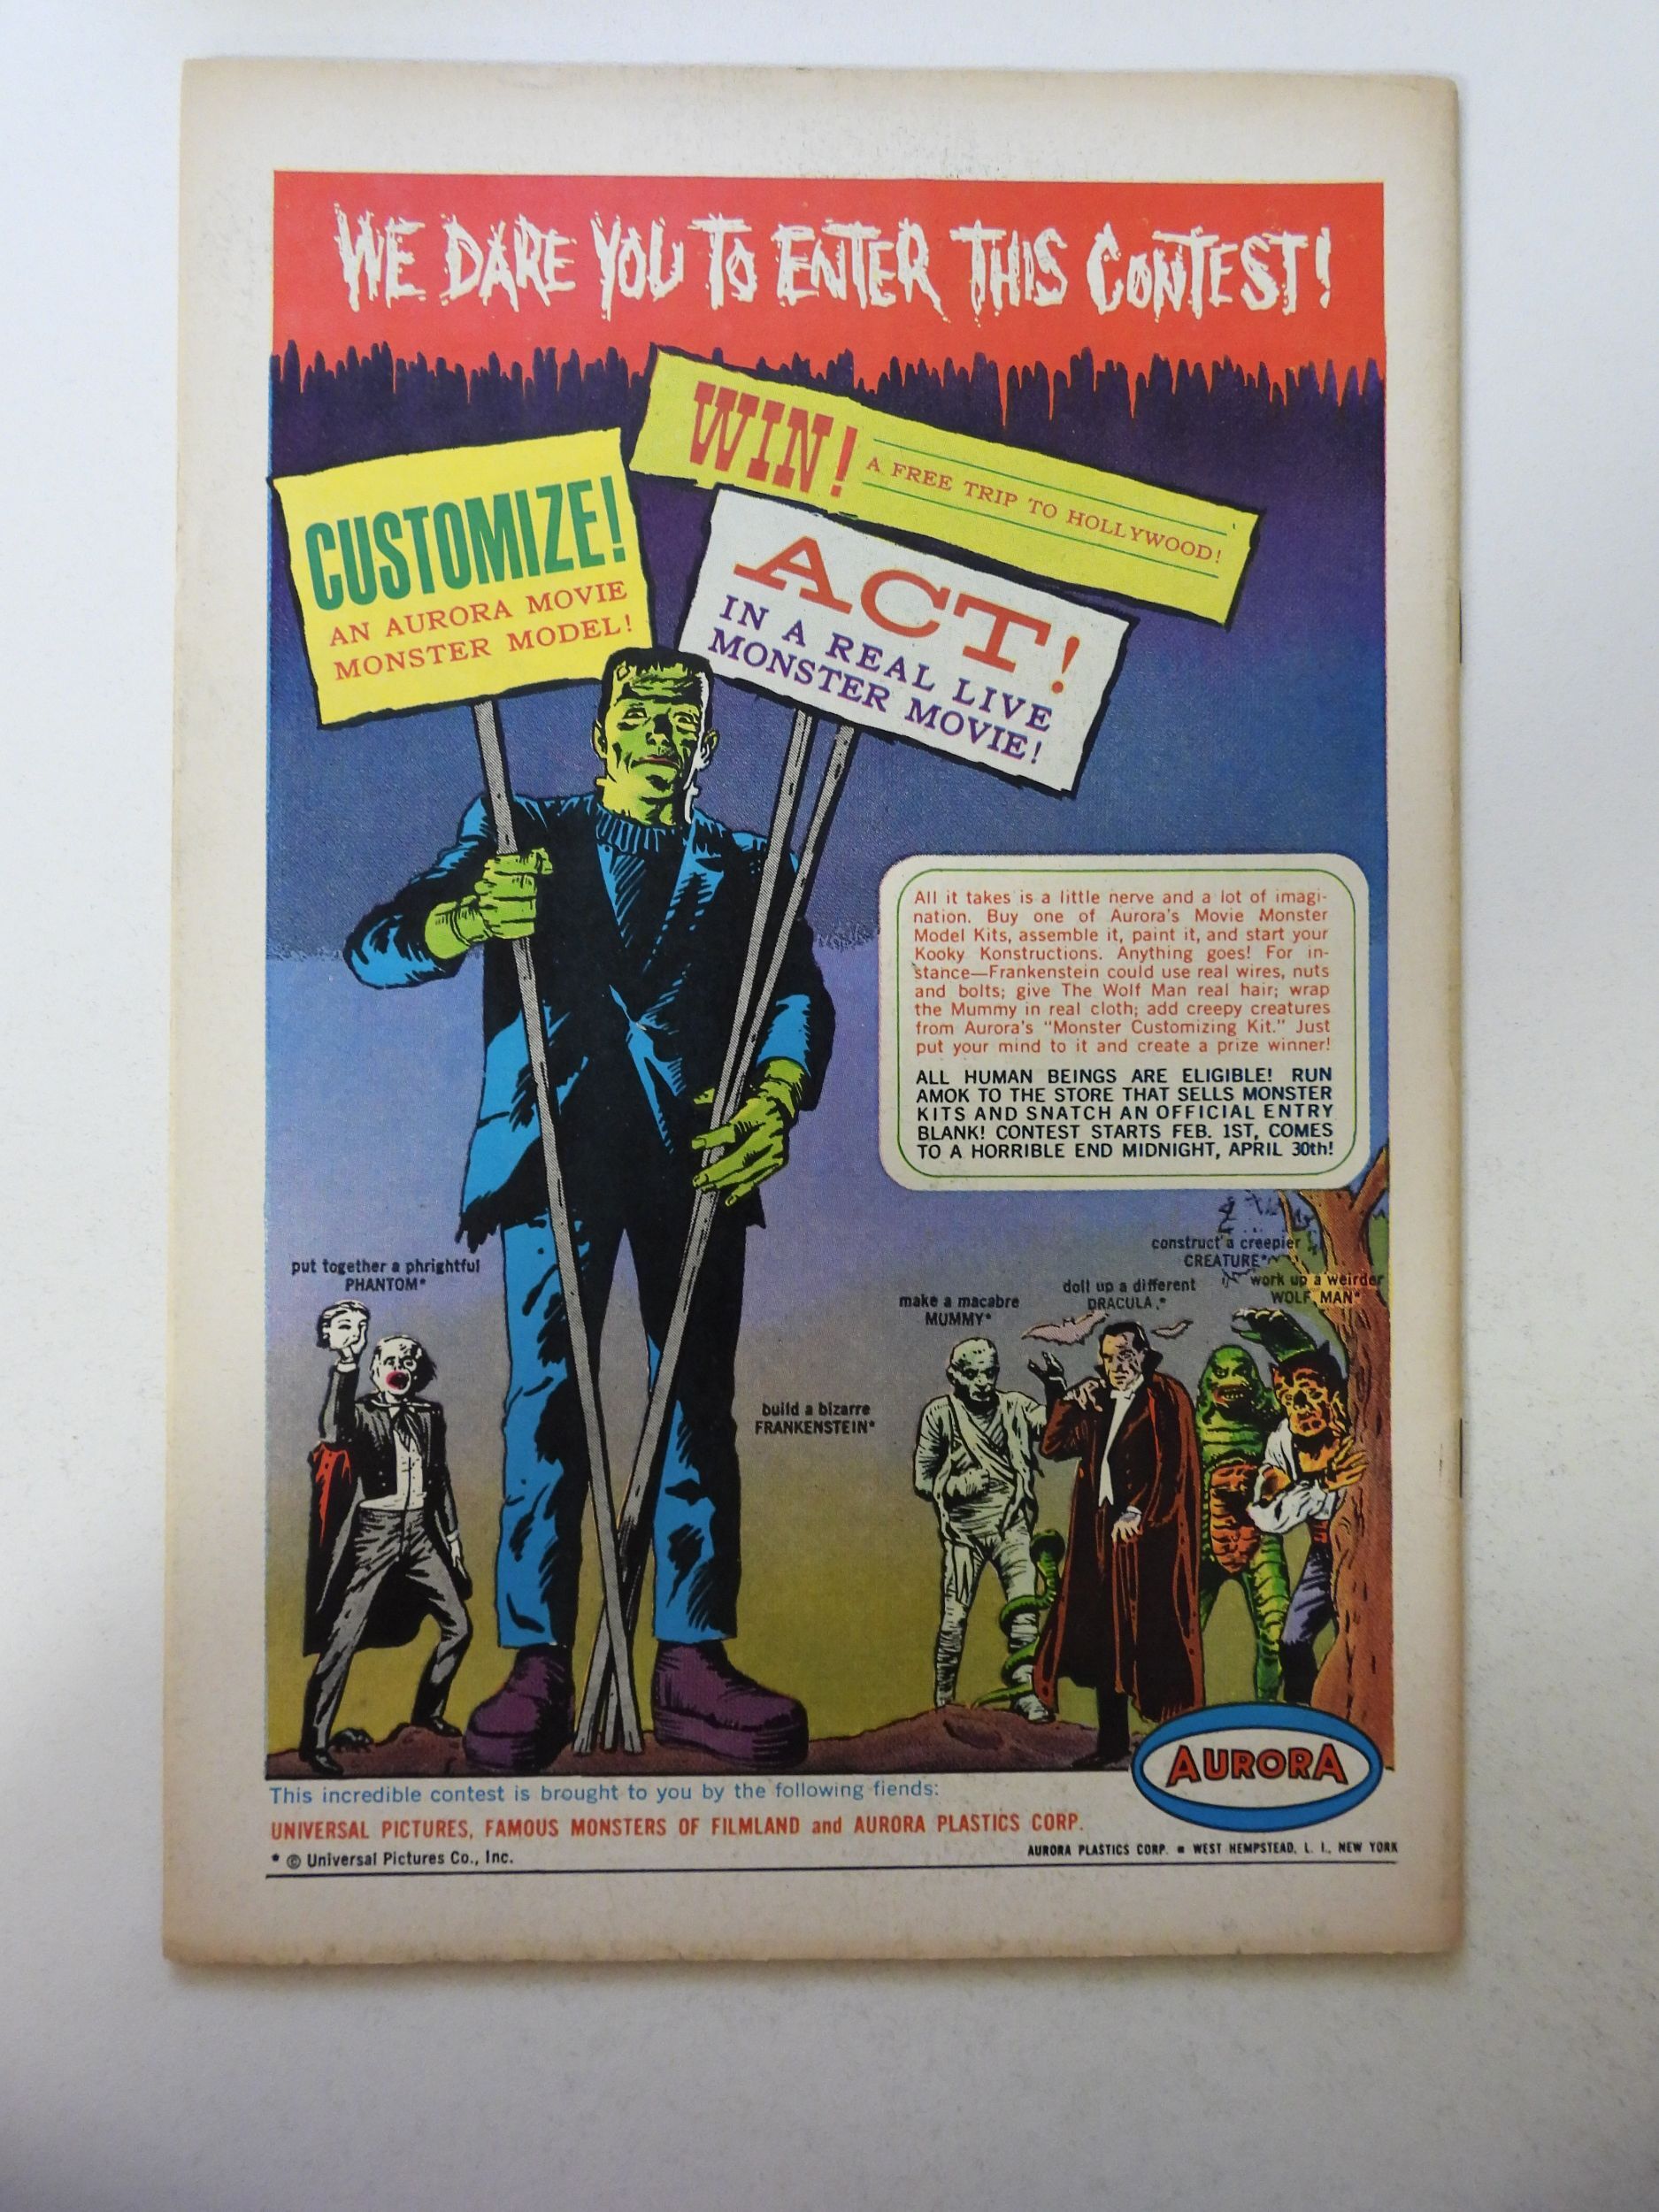 WE DARE YOU TO ENTER THIS CONTEST!
WIN! A FREE TRIP TO HOLLYWOOD!
CUSTOMIZE!
AN AURORA MOVIE
MONSTER MODEL!
ACT!
IN A REAL LIVE
MONSTER MOVIE!
All it takes is a little nerve and a lot of imagi-
nation. Buy one of Aurora's Movie Monster
Model Kits, assemble it, paint it, and start your
Kooky Konstructions. Anything goes! For in-
stance—Frankenstein could use real wires, nuts
and bolts; give The Wolf Man real hair; wrap
the Mummy in real cloth; add creepy creatures
from Aurora's "Monster Customizing Kit." Just
put your mind to it and create a prize winner!
ALL HUMAN BEINGS ARE ELIGIBLE! RUN
AMOK TO THE STORE THAT SELLS MONSTER
KITS AND SNATCH AN OFFICIAL ENTRY
BLANK! CONTEST STARTS FEB. 1ST, COMES
TO A HORRIBLE END MIDNIGHT, APRIL 30th!
put together a phrightful
PHANTOM*
build a bizarre
FRANKENSTEIN*
make a macabre
MUMMY*
doll up a different
DRACULA*
construct a creepier
CREATURE*
work up a weirder
WOLF MAN*
AURORA
This incredible contest is brought to you by the following fiends:
UNIVERSAL PICTURES, FAMOUS MONSTERS OF FILMLAND and AURORA PLASTICS CORP.
* © Universal Pictures Co., Inc.
AURORA PLASTICS CORP. ■ WEST HEMPSTEAD, L. I., NEW YORK